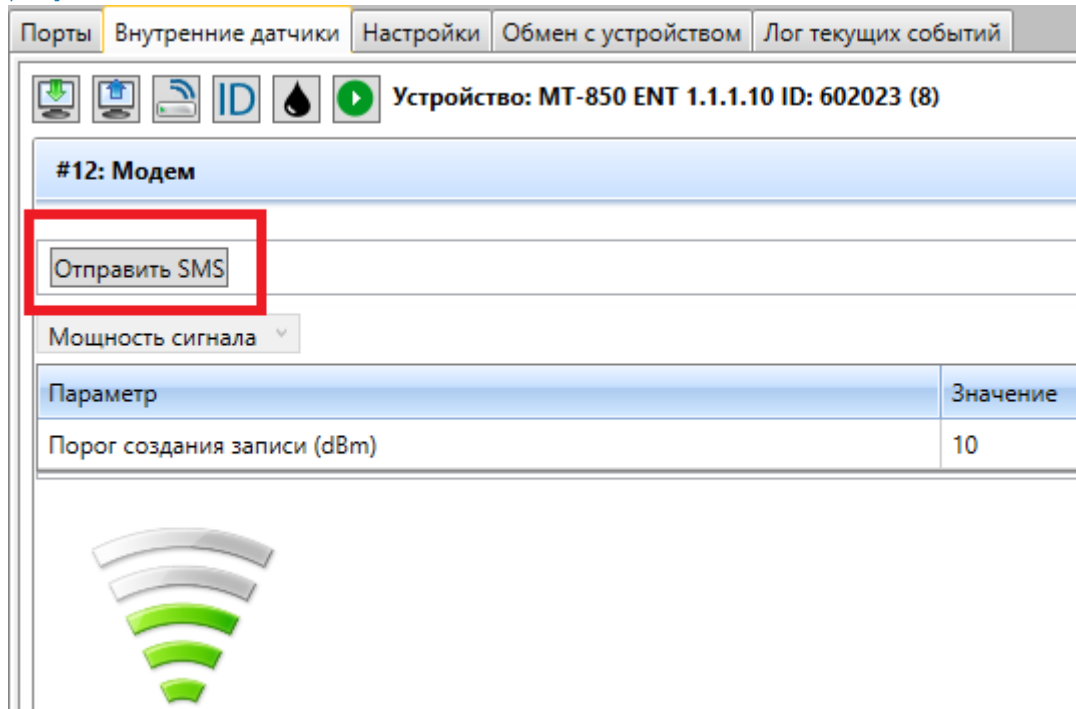 Порты Внутренние датчики Настройки Обмен с устройством Лог текущих событий
ID Устройство: МТ-850 ENT 1.1.1.10 ID: 602023 (8)
#12: Модем
Отправить SMS
Мощность сигнала
Параметр Значение
Порог создания записи (dBm) 10